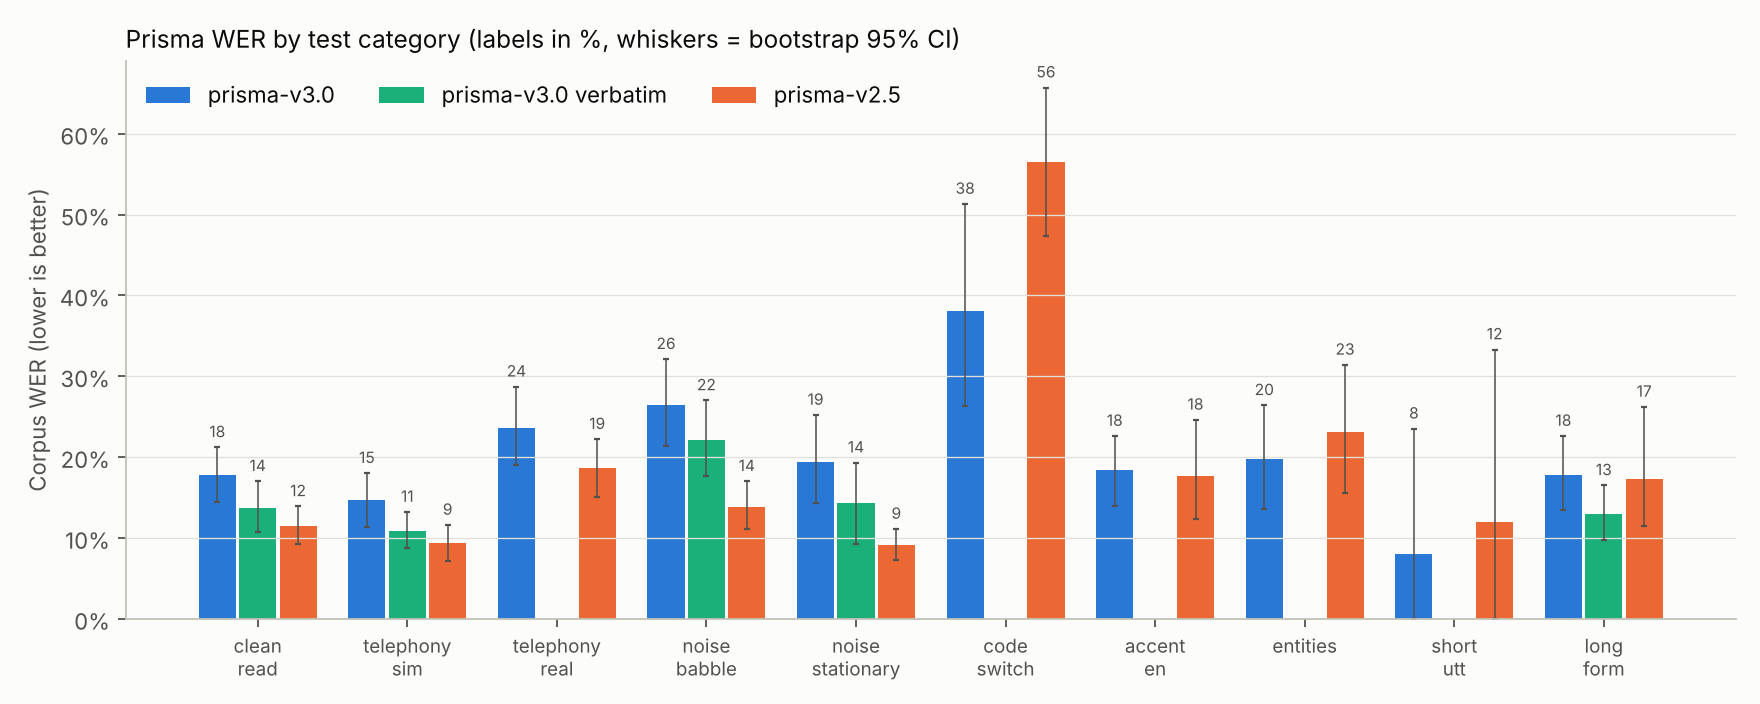 Prisma WER by test category (labels in %, whiskers = bootstrap 95% CI)
prisma-v3.0 prisma-v3.0 verbatim prisma-v2.5
Corpus WER (lower is better)
60%
50%
40%
30%
20%
10%
0%
18 14 12
15 11 9
24 19
26 22 14
19 14 9
38 56
18 18
20 23
8 12
18 13 17
clean read
telephony sim
telephony real
noise babble
noise stationary
code switch
accent en
entities
short utt
long form